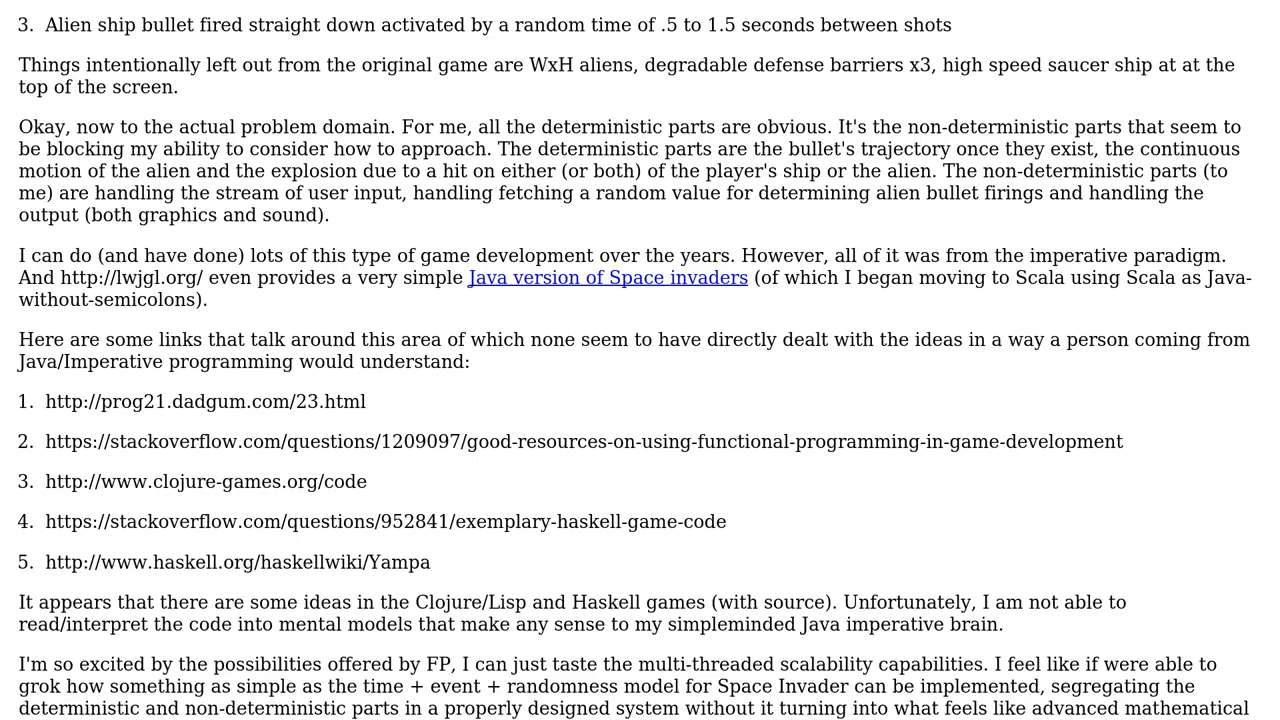 3. Alien ship bullet fired straight down activated by a random time of .5 to 1.5 seconds between shots
Things intentionally left out from the original game are WxH aliens, degradable defense barriers x3, high speed saucer ship at at the
top of the screen.
Okay, now to the actual problem domain. For me, all the deterministic parts are obvious. It's the non-deterministic parts that seem to
be blocking my ability to consider how to approach. The deterministic parts are the bullet's trajectory once they exist, the continuous
motion of the alien and the explosion due to a hit on either (or both) of the player's ship or the alien. The non-deterministic parts (to
me) are handling the stream of user input, handling fetching a random value for determining alien bullet firings and handling the
output (both graphics and sound).
I can do (and have done) lots of this type of game development over the years. However, all of it was from the imperative paradigm.
And http://lwjgl.org/ even provides a very simple Java version of Space invaders (of which I began moving to Scala using Scala as Java-
without-semicolons).
Here are some links that talk around this area of which none seem to have directly dealt with the ideas in a way a person coming from
Java/Imperative programming would understand:
1. http://prog21.dadgum.com/23.html
2. https://stackoverflow.com/questions/1209097/good-resources-on-using-functional-programming-in-game-development
3. http://www.clojure-games.org/code
4. https://stackoverflow.com/questions/952841/exemplary-haskell-game-code
5. http://www.haskell.org/haskellwiki/Yampa
It appears that there are some ideas in the Clojure/Lisp and Haskell games (with source). Unfortunately, I am not able to
read/interpret the code into mental models that make any sense to my simpleminded Java imperative brain.
I'm so excited by the possibilities offered by FP, I can just taste the multi-threaded scalability capabilities. I feel like if were able to
grok how something as simple as the time + event + randomness model for Space Invader can be implemented, segregating the
deterministic and non-deterministic parts in a properly designed system without it turning into what feels like advanced mathematical